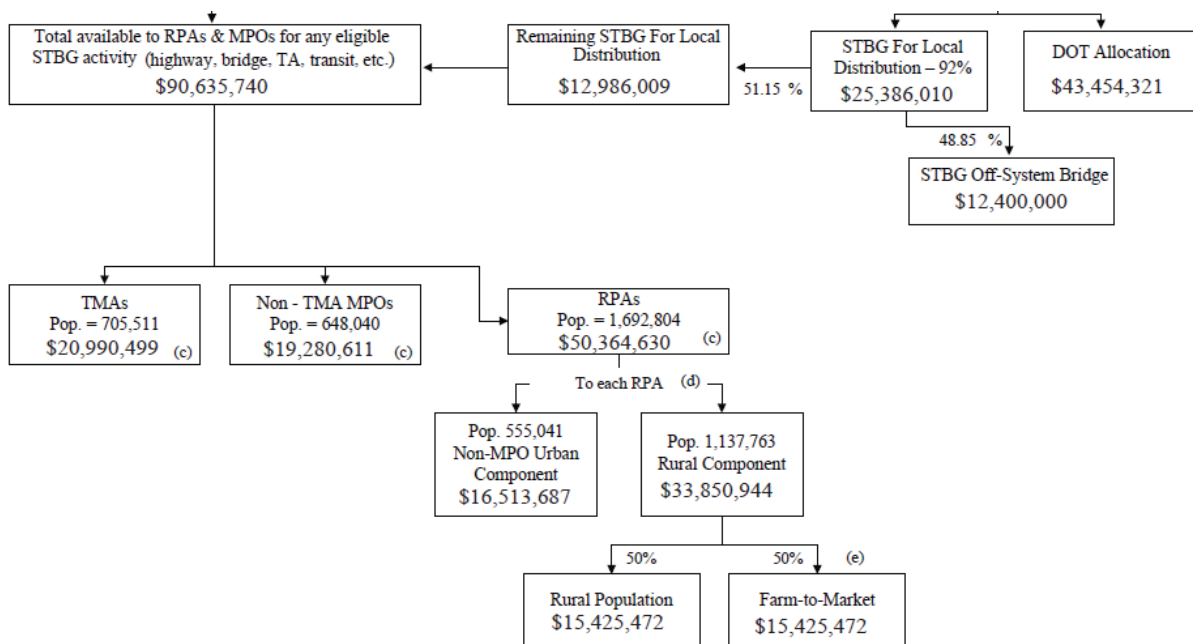 Total available to RPAs & MPOs for any eligible
STBG activity (highway, bridge, TA, transit, etc.)
$90,635,740
Remaining STBG For Local
Distribution
$12,986,009
51.15 %
STBG For Local
Distribution – 92%
$25,386,010
DOT Allocation
$43,454,321
48.85 %
STBG Off-System Bridge
$12,400,000
TMAs
Pop. = 705,511
$20,990,499 (c)
Non - TMA MPOs
Pop. = 648,040
$19,280,611 (c)
RPAs
Pop. = 1,692,804
$50,364,630 (c)
To each RPA (d)
Pop. 555,041
Non-MPO Urban
Component
$16,513,687
Pop. 1,137,763
Rural Component
$33,850,944
50%
50% (e)
Rural Population
$15,425,472
Farm-to-Market
$15,425,472